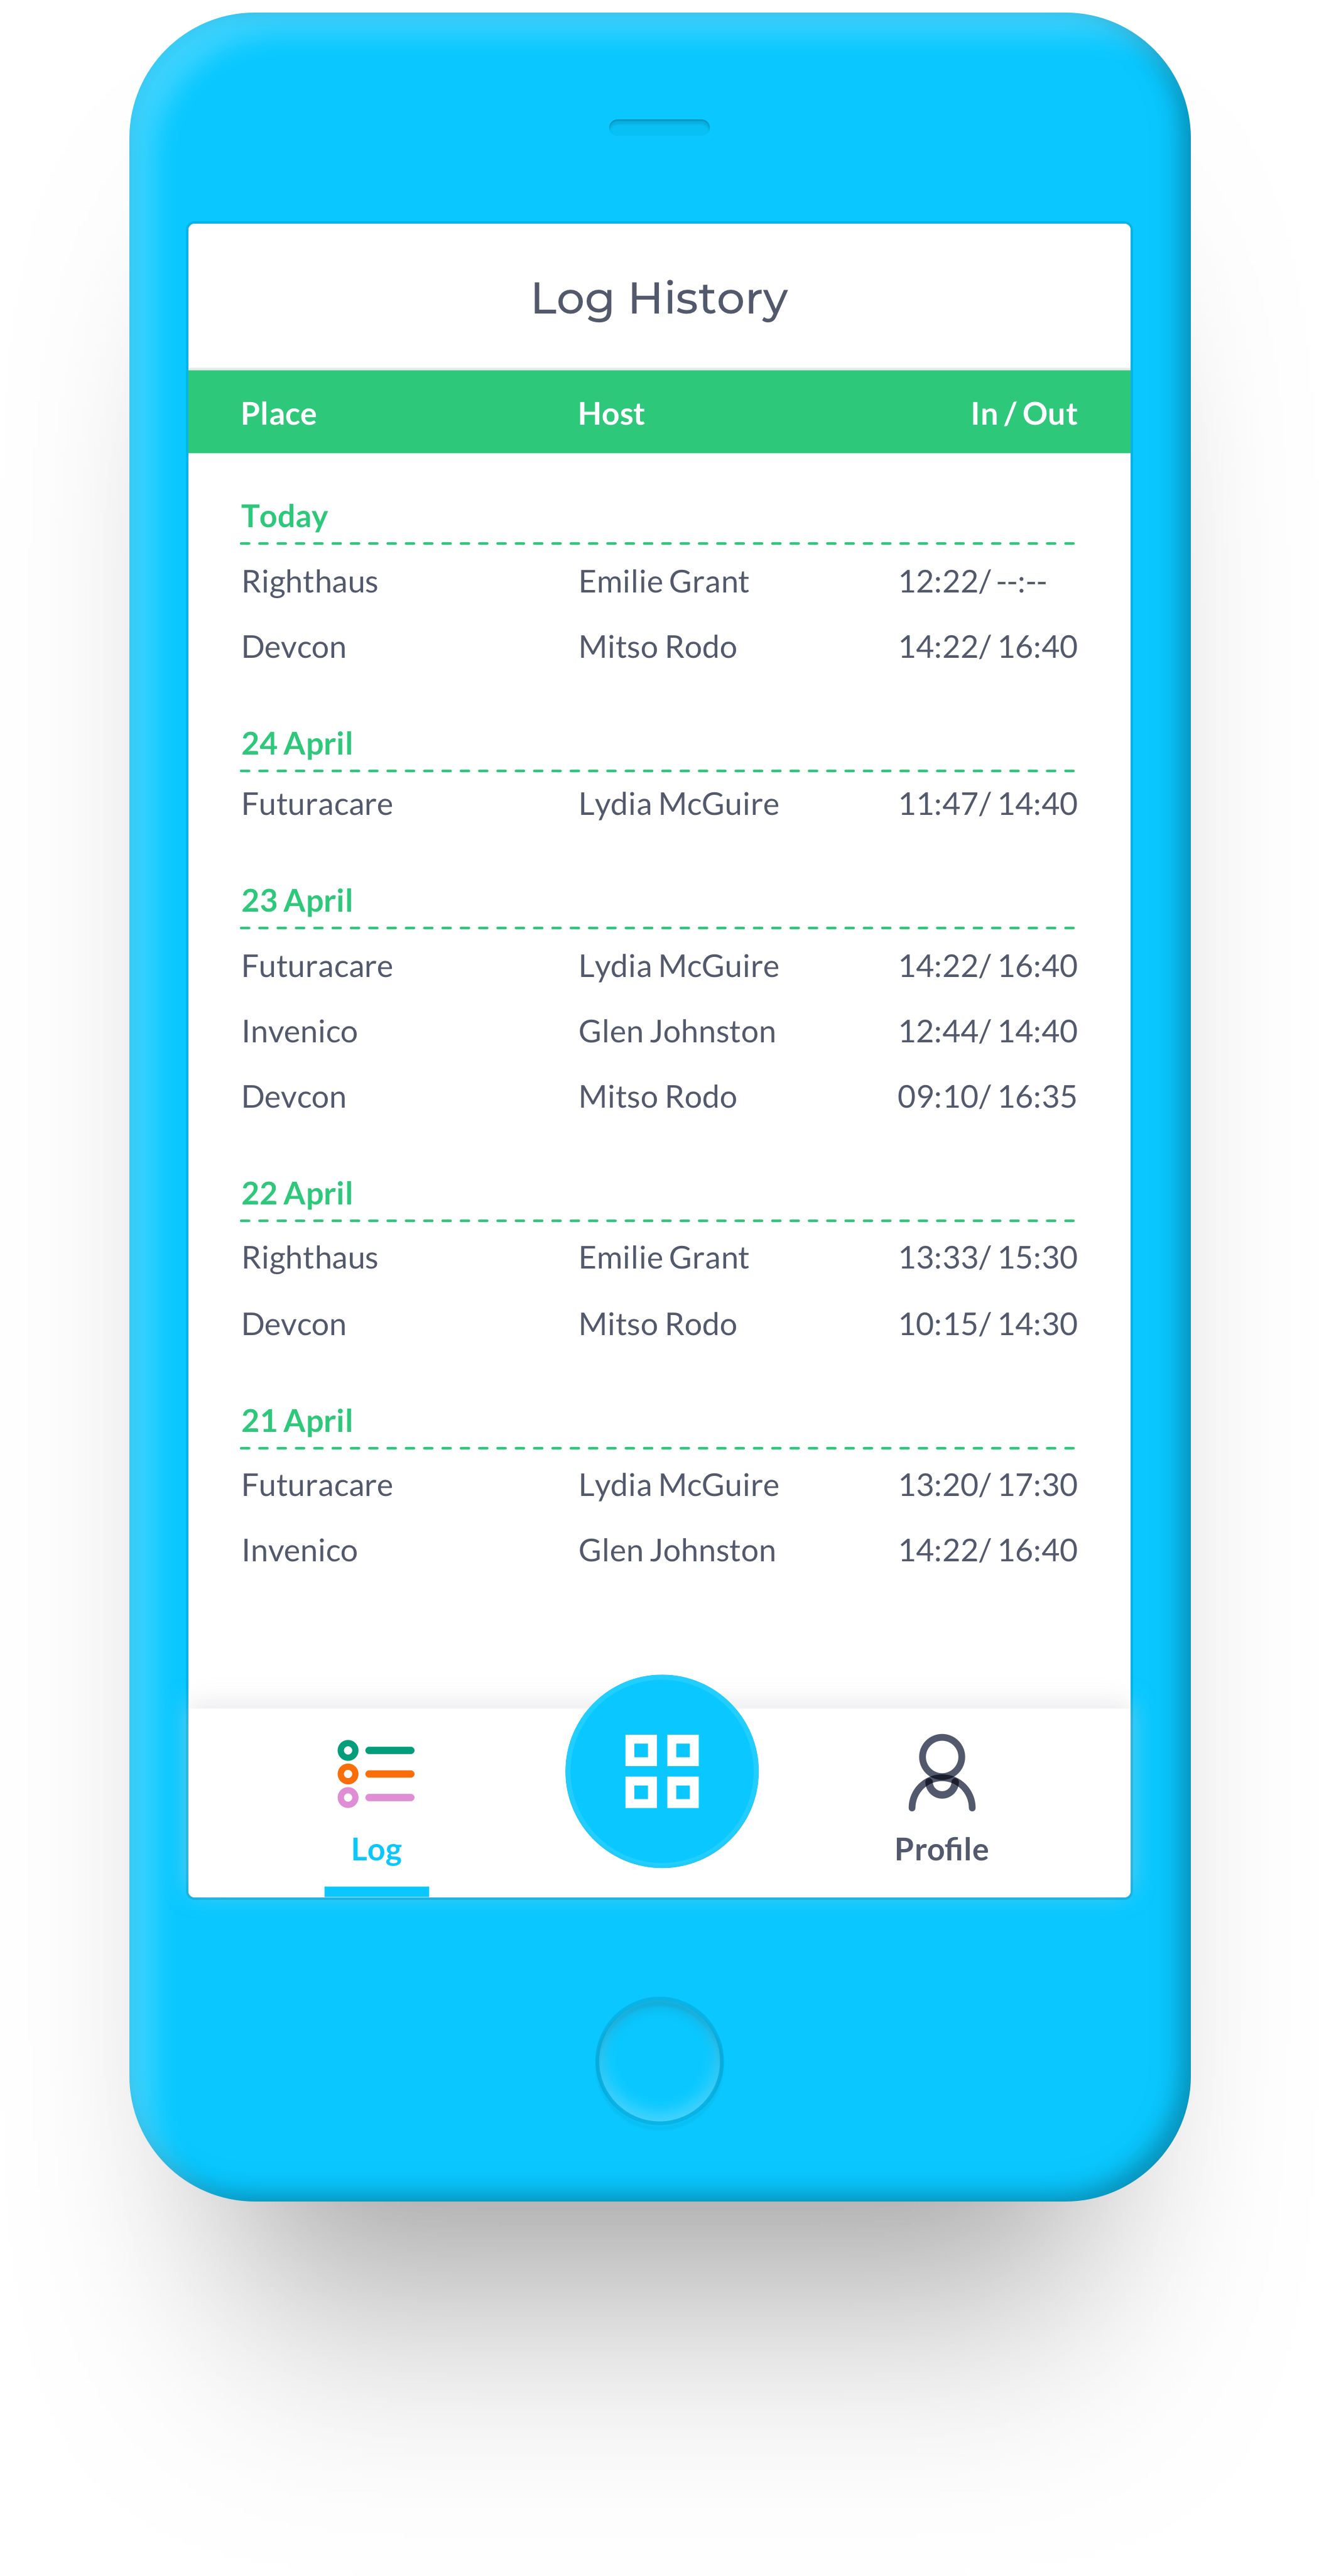 Log History
Place Host In / Out
Today
Righthaus Emilie Grant 12:22/ --:--
Devcon Mitso Rodo 14:22/ 16:40
24 April
Futuracare Lydia McGuire 11:47/ 14:40
23 April
Futuracare Lydia McGuire 14:22/ 16:40
Invenico Glen Johnston 12:44/ 14:40
Devcon Mitso Rodo 09:10/ 16:35
22 April
Righthaus Emilie Grant 13:33/ 15:30
Devcon Mitso Rodo 10:15/ 14:30
21 April
Futuracare Lydia McGuire 13:20/ 17:30
Invenico Glen Johnston 14:22/ 16:40
Log Profile